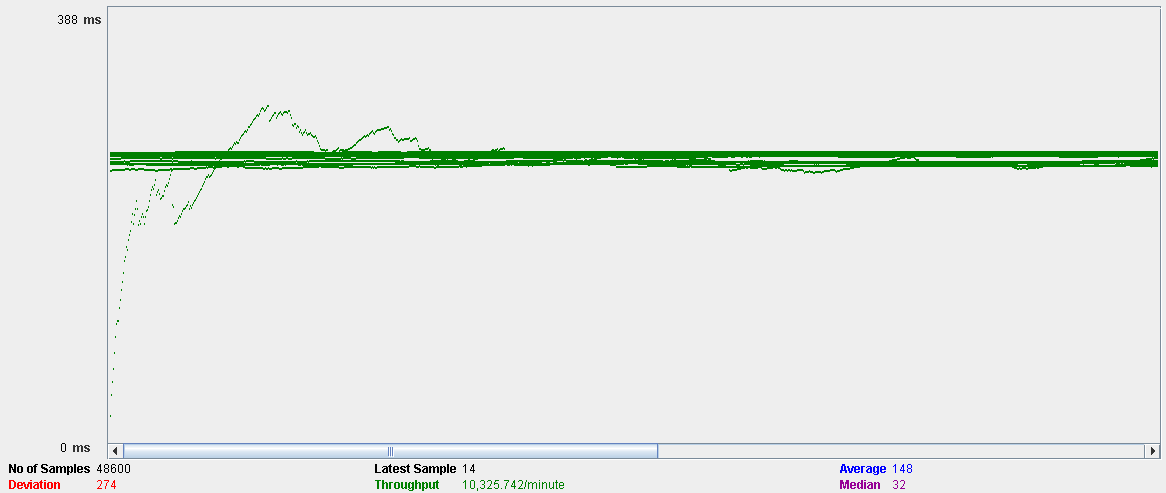 388 ms
0 ms
No of Samples 48600 Latest Sample 14 Average 148
Deviation 274 Throughput 10,325.742/minute Median 32